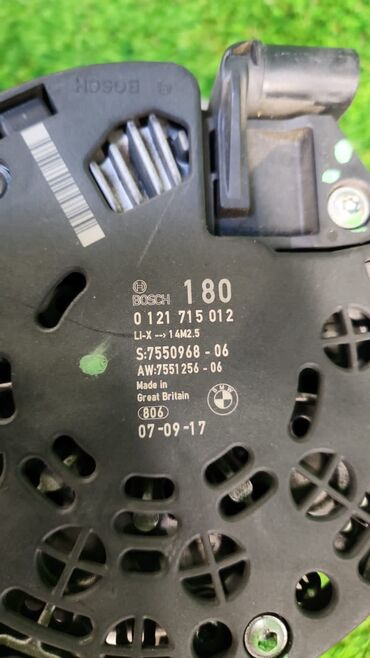 BOSCH
BOSCH 180
0 121 715 012
LI-X --> 14M2.5
S:7550968 - 06
AW:7551256 - 06
Made in
Great Britain
BMW
806
07-09-17